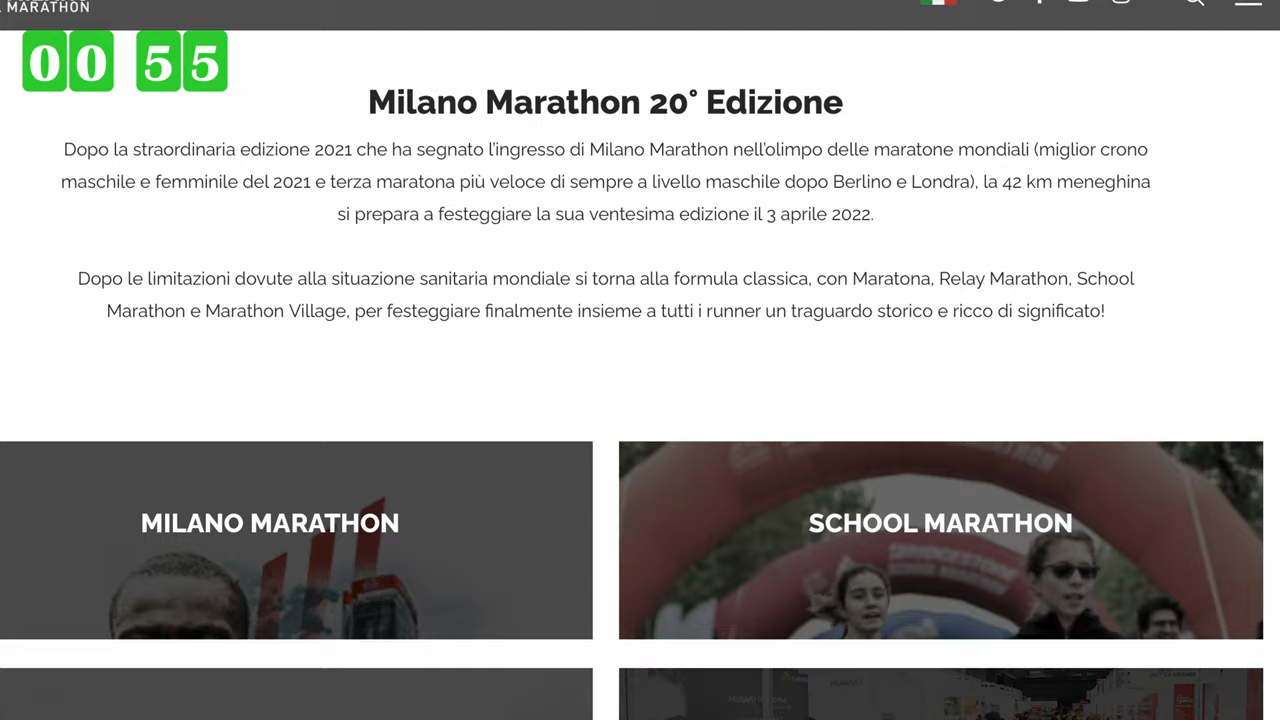 MARATHON
00 55
Milano Marathon 20° Edizione
Dopo la straordinaria edizione 2021 che ha segnato l'ingresso di Milano Marathon nell'olimpo delle maratone mondiali (miglior crono
maschile e femminile del 2021 e terza maratona più veloce di sempre a livello maschile dopo Berlino e Londra), la 42 km meneghina
si prepara a festeggiare la sua ventesima edizione il 3 aprile 2022.
Dopo le limitazioni dovute alla situazione sanitaria mondiale si torna alla formula classica, con Maratona, Relay Marathon, School
Marathon e Marathon Village, per festeggiare finalmente insieme a tutti i runner un traguardo storico e ricco di significato!
MILANO MARATHON
SCHOOL MARATHON